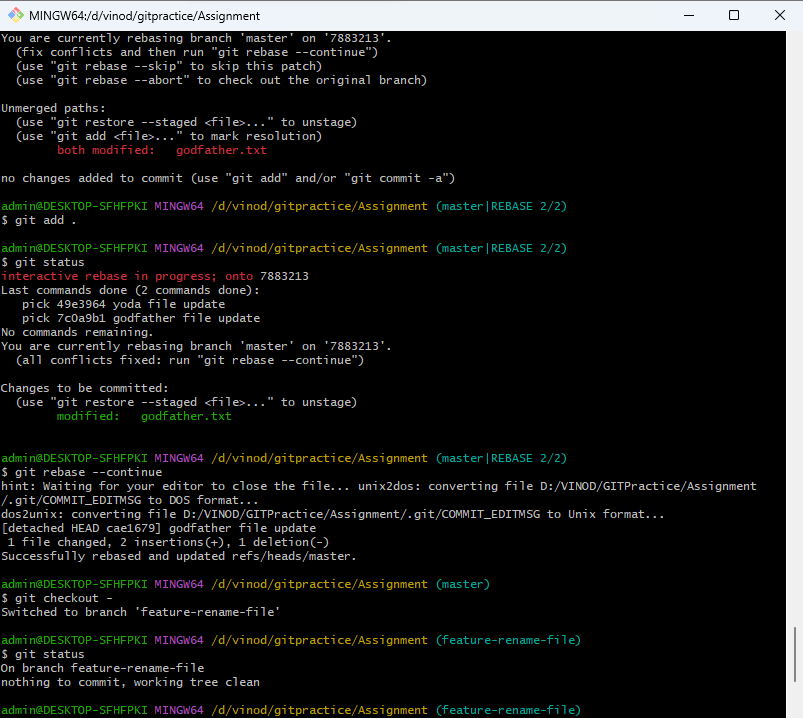 MINGW64:/d/vinod/gitpractice/Assignment
You are currently rebasing branch 'master' on '7883213'.
  (fix conflicts and then run "git rebase --continue")
  (use "git rebase --skip" to skip this patch)
  (use "git rebase --abort" to check out the original branch)

Unmerged paths:
  (use "git restore --staged <file>..." to unstage)
  (use "git add <file>..." to mark resolution)
        both modified:   godfather.txt

no changes added to commit (use "git add" and/or "git commit -a")

admin@DESKTOP-SFHFPKI MINGW64 /d/vinod/gitpractice/Assignment (master|REBASE 2/2)
$ git add .

admin@DESKTOP-SFHFPKI MINGW64 /d/vinod/gitpractice/Assignment (master|REBASE 2/2)
$ git status
interactive rebase in progress; onto 7883213
Last commands done (2 commands done):
   pick 49e3964 yoda file update
   pick 7c0a9b1 godfather file update
No commands remaining.
You are currently rebasing branch 'master' on '7883213'.
  (all conflicts fixed: run "git rebase --continue")

Changes to be committed:
  (use "git restore --staged <file>..." to unstage)
        modified:   godfather.txt


admin@DESKTOP-SFHFPKI MINGW64 /d/vinod/gitpractice/Assignment (master|REBASE 2/2)
$ git rebase --continue
hint: Waiting for your editor to close the file... unix2dos: converting file D:/VINOD/GITPractice/Assignment
/.git/COMMIT_EDITMSG to DOS format...
dos2unix: converting file D:/VINOD/GITPractice/Assignment/.git/COMMIT_EDITMSG to Unix format...
[detached HEAD cae1679] godfather file update
 1 file changed, 2 insertions(+), 1 deletion(-)
Successfully rebased and updated refs/heads/master.

admin@DESKTOP-SFHFPKI MINGW64 /d/vinod/gitpractice/Assignment (master)
$ git checkout -
Switched to branch 'feature-rename-file'

admin@DESKTOP-SFHFPKI MINGW64 /d/vinod/gitpractice/Assignment (feature-rename-file)
$ git status
On branch feature-rename-file
nothing to commit, working tree clean

admin@DESKTOP-SFHFPKI MINGW64 /d/vinod/gitpractice/Assignment (feature-rename-file)